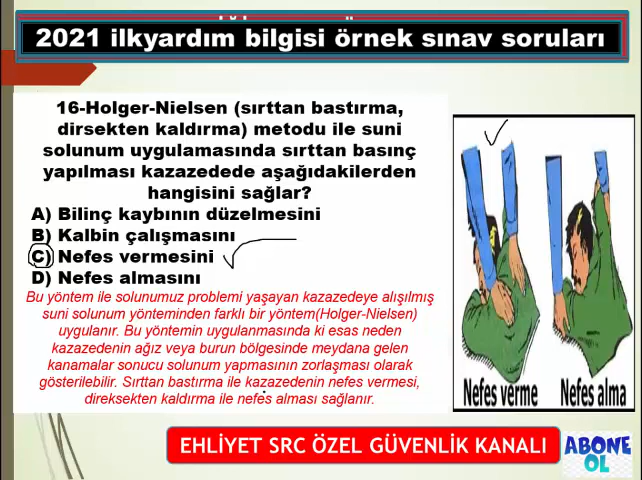 2021 ilkyardım bilgisi örnek sınav soruları
16-Holger-Nielsen (sırttan bastırma,
dirsekten kaldırma) metodu ile suni
solunum uygulamasında sırttan basınç
yapılması kazazedede aşağıdakilerden
hangisini sağlar?
A) Bilinç kaybının düzelmesini
B) Kalbin çalışmasını
C) Nefes vermesini
D) Nefes almasını
Bu yöntem ile solunumuz problemi yaşayan kazazedeye alışılmış
suni solunum yönteminden farklı bir yöntem(Holger-Nielsen)
uygulanır. Bu yöntemin uygulanmasında ki esas neden
kazazedenin ağız veya burun bölgesinde meydana gelen
kanamalar sonucu solunum yapmasının zorlaşması olarak
gösterilebilir. Sırttan bastırma ile kazazedenin nefes vermesi,
direksekten kaldırma ile nefes alması sağlanır.
Nefes verme
Nefes alma
EHLİYET SRC ÖZEL GÜVENLİK KANALI
ABONE
OL